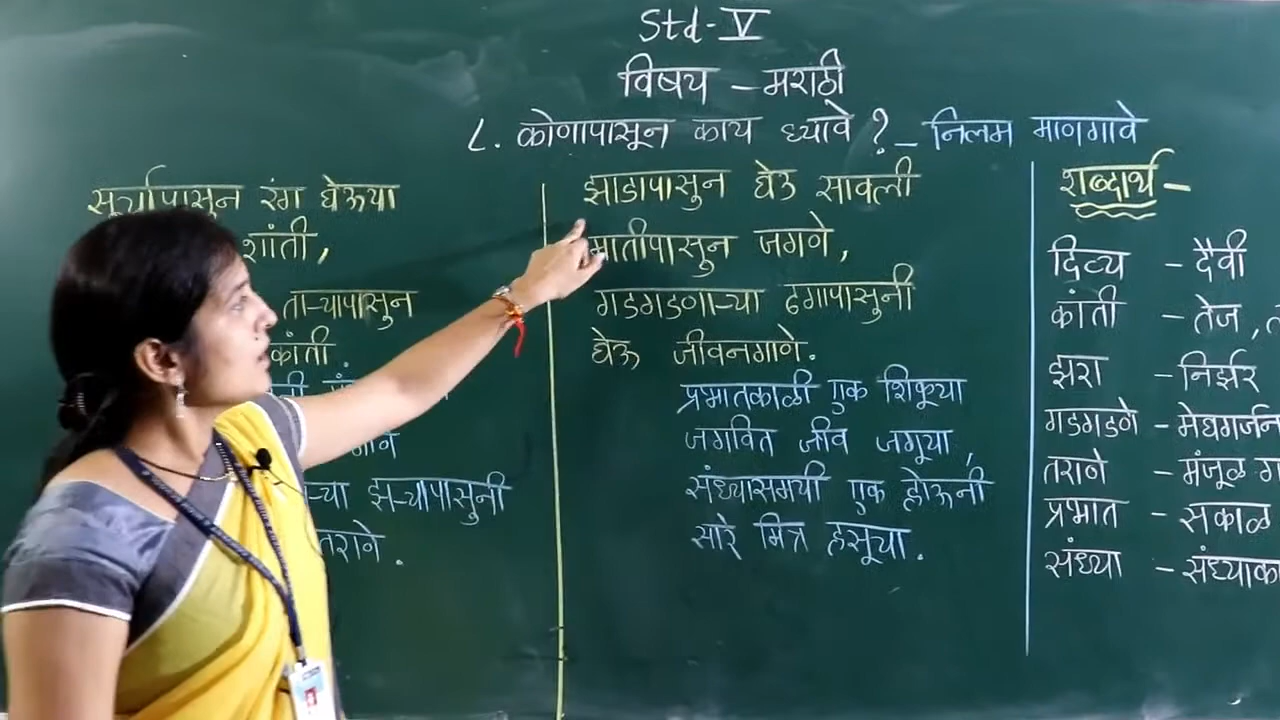 Std-V
विषय – मराठी
८. कोणापासून काय घ्यावे ? – निलम माणगावे
सूर्यापासून रंग घेऊया
शांती,
ताऱ्यापासून
कांती.
ऱ्या झऱ्यापासुनी
तराणे.
झाडापासुन घेउ सावली
मातीपासून जगणे,
गडगडणाऱ्या ढगापासुनी
घेऊ जीवनगाणे.
प्रभातकाळी एक शिकूया
जगवित जीव जगूया,
संध्यासमयी एक होऊनी
सारे मित्र हसूया.
शब्दार्थ –
दिव्य – दैवी
कांती – तेज,
झरा – निर्झर
गडगडणे – मेघगर्जन
तराणे – मंजूळ ग
प्रभात – सकाळ
संध्या – संध्याका